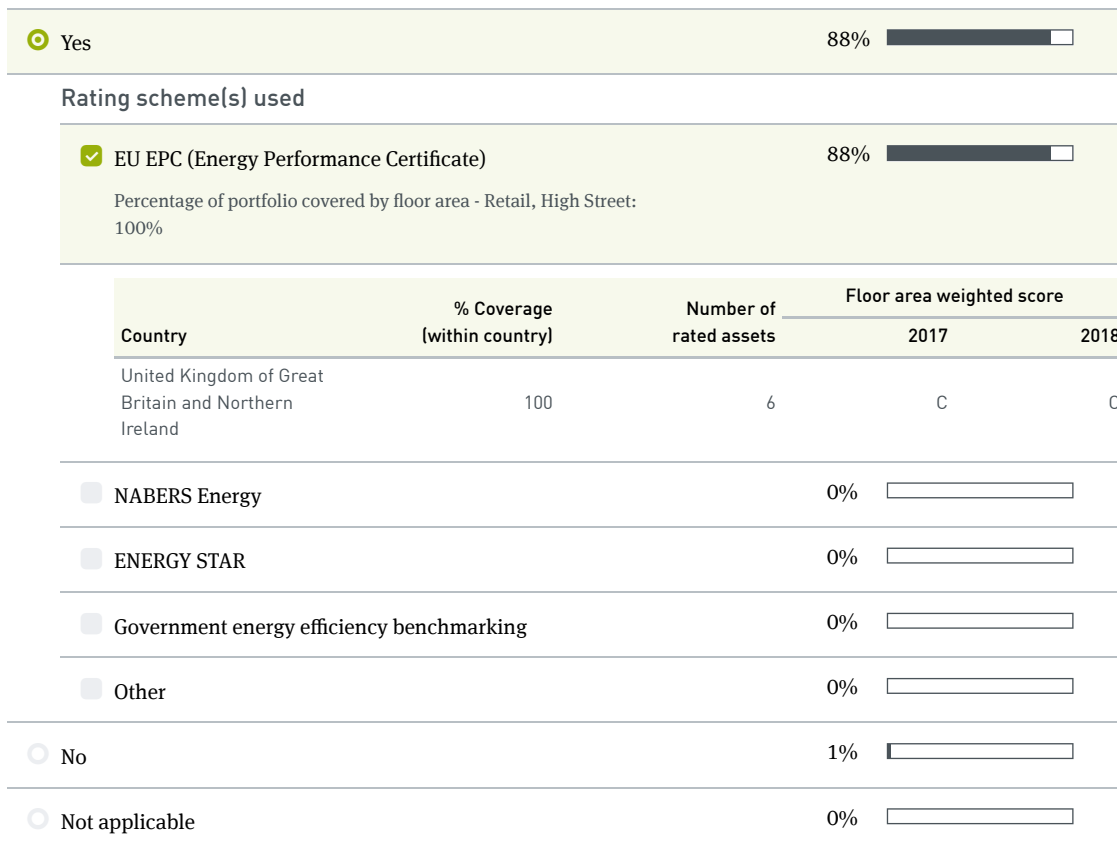 Yes 88%
Rating scheme(s) used
EU EPC (Energy Performance Certificate) 88%
Percentage of portfolio covered by floor area - Retail, High Street:
100%
Floor area weighted score
% Coverage Number of
Country (within country) rated assets 2017 2018
United Kingdom of Great
Britain and Northern 100 6 C C
Ireland
NABERS Energy 0%
ENERGY STAR 0%
Government energy efficiency benchmarking 0%
Other 0%
No 1%
Not applicable 0%